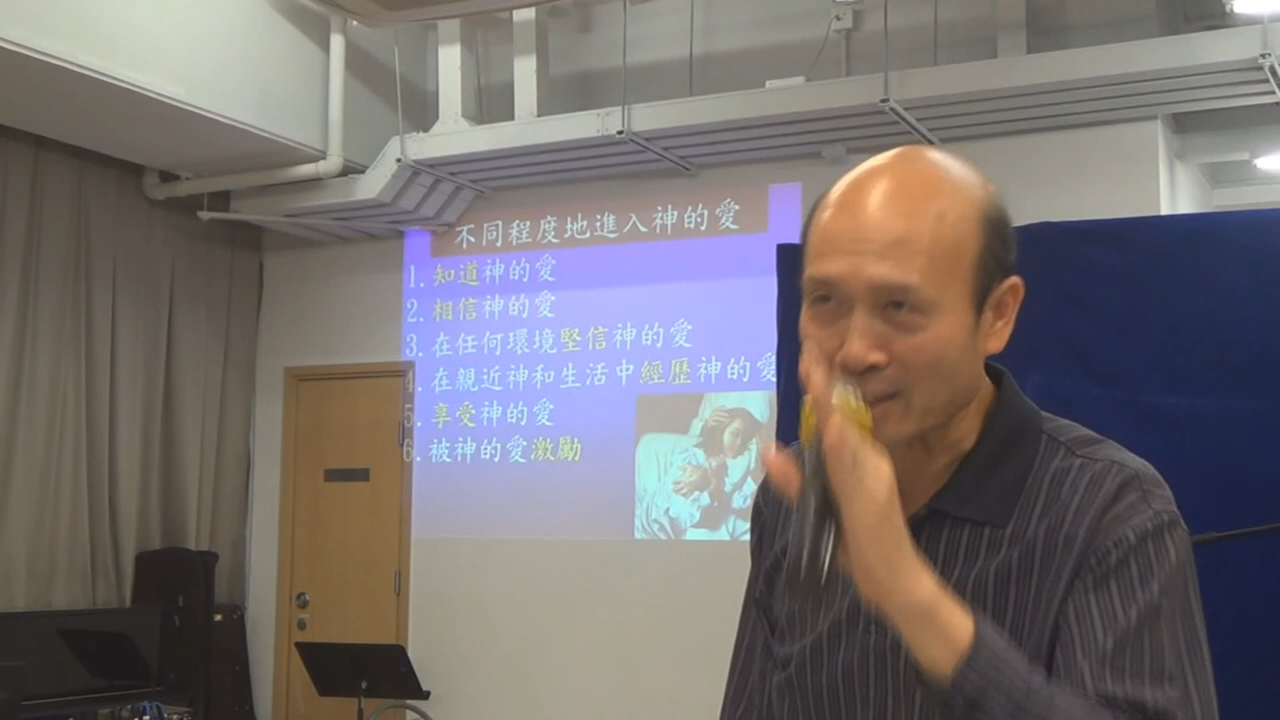 不同程度地進入神的愛
1. 知道神的愛
2. 相信神的愛
3. 在任何環境堅信神的愛
4. 在親近神和生活中經歷神的愛
5. 享受神的愛
6. 被神的愛激勵